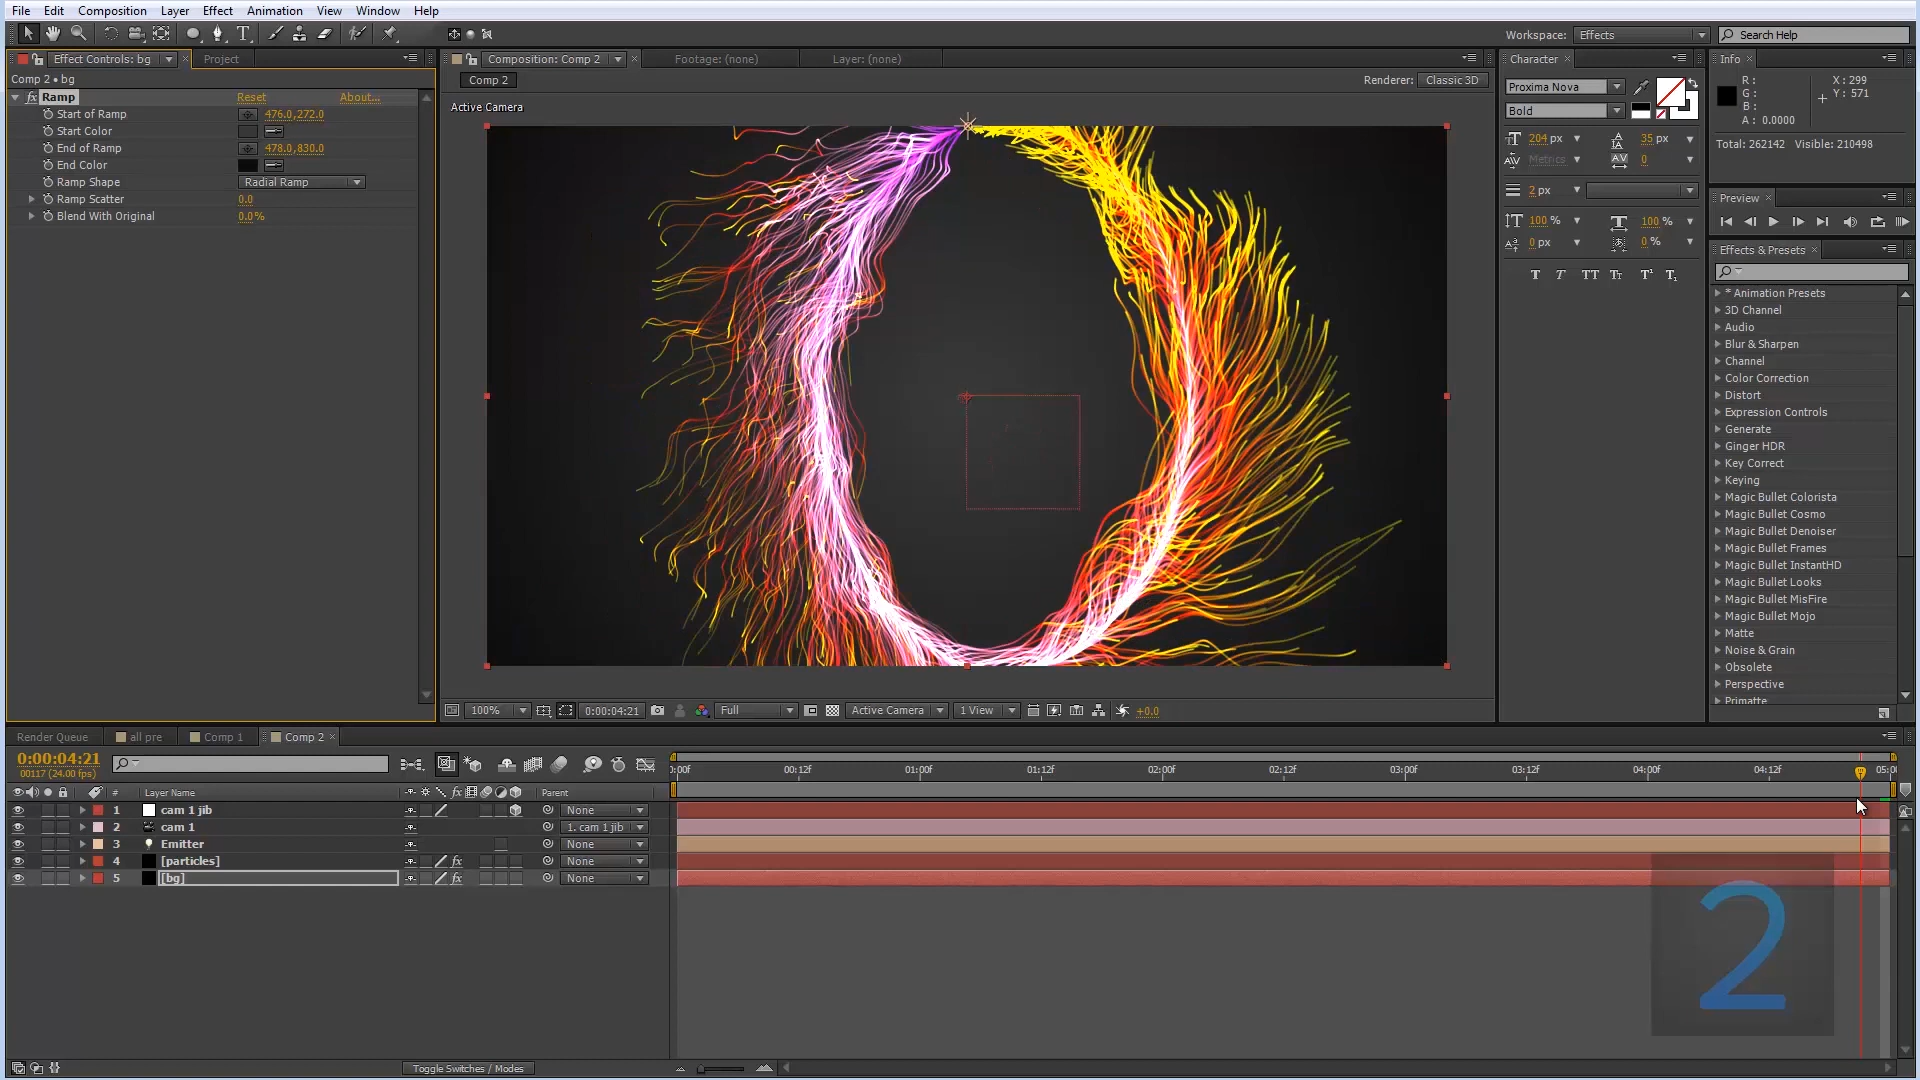 File Edit Composition Layer Effect Animation View Window Help
Workspace: Effects Search Help
Effect Controls: bg Project
Comp 2 • bg
fx Ramp Reset About...
Start of Ramp 476.0,272.0
Start Color
End of Ramp 478.0,830.0
End Color
Ramp Shape Radial Ramp
Ramp Scatter 0.0
Blend With Original 0.0%
Composition: Comp 2 Footage: (none) Layer: (none)
Comp 2 Renderer: Classic 3D
Active Camera
100% 0:00:04:21 Full Active Camera 1 View +0.0
Character
Proxima Nova
Bold
204 px 35 px
Metrics 0
2 px
100 % 100 %
0 px 0 %
T T TT Tt T¹ T₁
Info
R: X: 299
G: Y: 571
B:
A: 0.0000
+
Total: 262142 Visible: 210498
Preview
Effects & Presets
* Animation Presets
3D Channel
Audio
Blur & Sharpen
Channel
Color Correction
Distort
Expression Controls
Generate
Ginger HDR
Key Correct
Keying
Magic Bullet Colorista
Magic Bullet Cosmo
Magic Bullet Denoiser
Magic Bullet Frames
Magic Bullet InstantHD
Magic Bullet Looks
Magic Bullet MisFire
Magic Bullet Mojo
Matte
Noise & Grain
Obsolete
Perspective
Primatte
Render Queue all pre Comp 1 Comp 2
0:00:04:21
00117 (24.00 fps)
:00f 00:12f 01:00f 01:12f 02:00f 02:12f 03:00f 03:12f 04:00f 04:12f 05:00
# Layer Name fx Parent
1 cam 1 jib None
2 cam 1 1. cam 1 jib
3 Emitter None
4 [particles] fx None
5 [bg] fx None
2
Toggle Switches / Modes